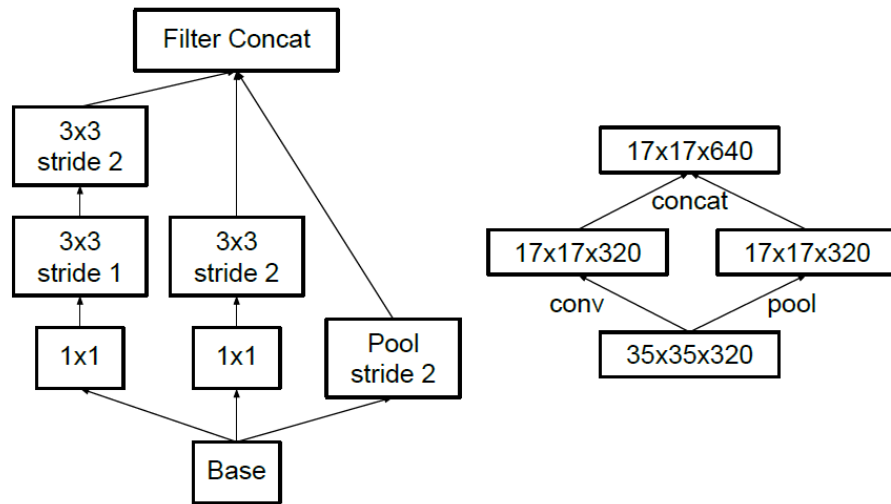 Filter Concat
3x3
stride 2
3x3
stride 1
3x3
stride 2
1x1
1x1
Pool
stride 2
Base
17x17x640
concat
17x17x320
17x17x320
conv
pool
35x35x320